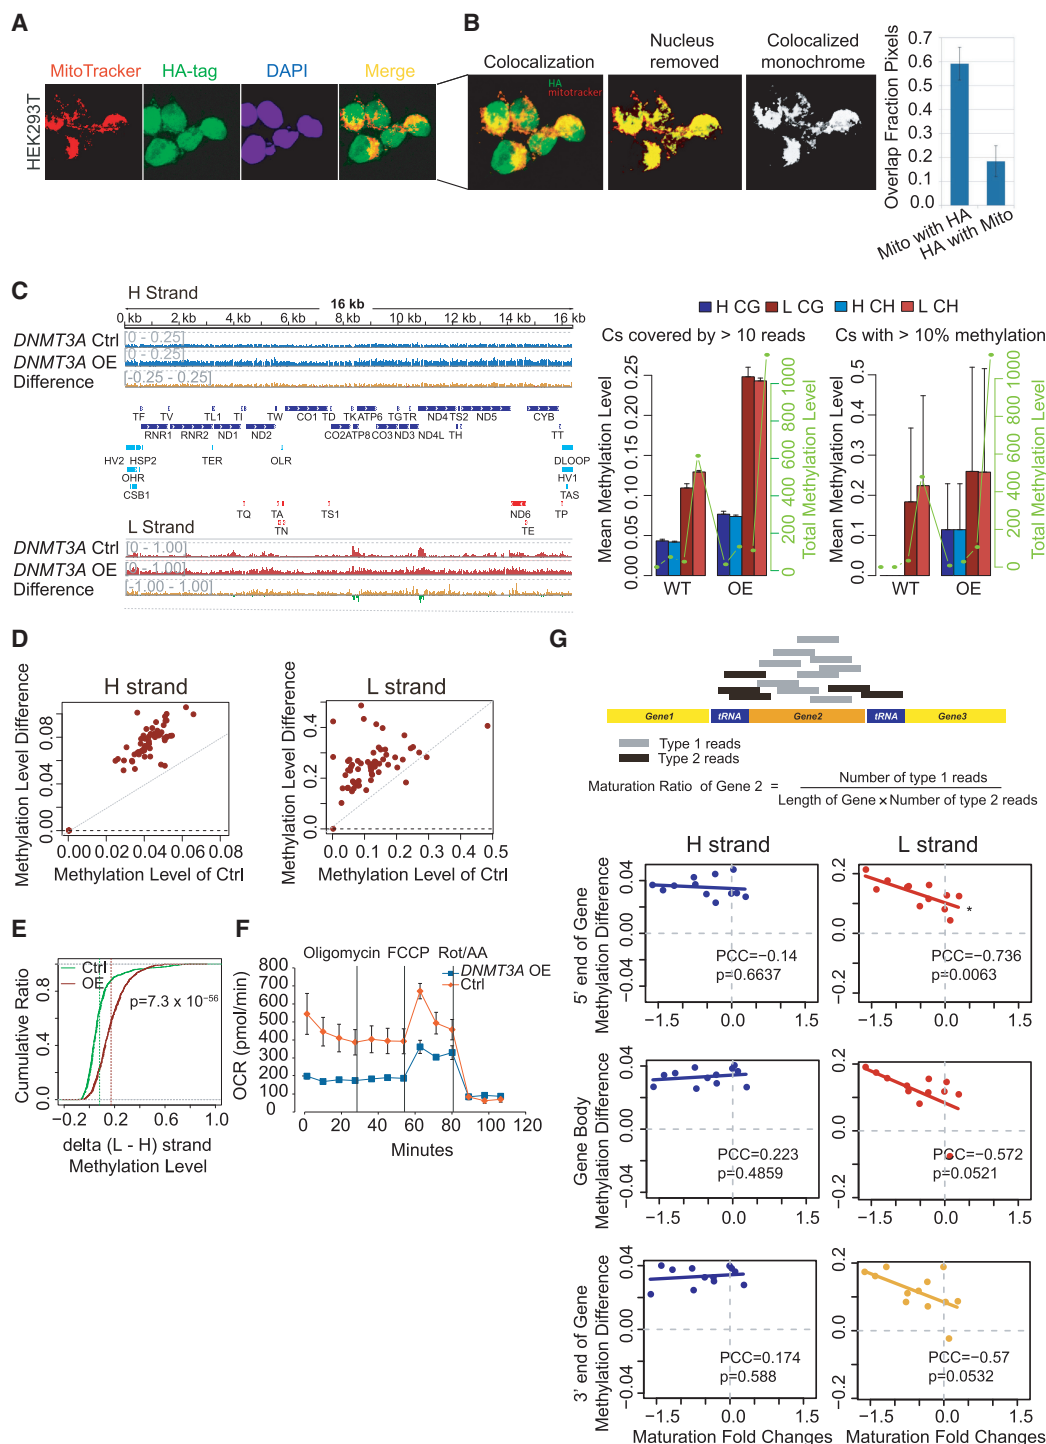 A
MitoTracker
HA-tag
DAPI
Merge
HEK293T
B
Colocalization
Nucleus
removed
Colocalized
monochrome
HA
mitotracker
Overlap Fraction Pixels
0.7
0.6
0.5
0.4
0.3
0.2
0.1
0.0
Mito with HA
HA with Mito
C
H Strand
16 kb
0 kb 2 kb 4 kb 6 kb 8 kb 10 kb 12 kb 14 kb 16 kb
DNMT3A Ctrl
[0 - 0.25]
DNMT3A OE
[0 - 0.25]
Difference
[-0.25 - 0.25]
TF TV TL1 TI TW CO1 TD TKATP6 TGTR ND4 TS2 ND5 CYB
RNR1 RNR2 ND1 ND2 CO2ATP8 CO3 ND3 ND4L TH TT
HV2 HSP2 TER OLR DLOOP
OHR HV1
CSB1 TAS
TQ TA TS1 ND6 TP
TN TE
L Strand
DNMT3A Ctrl
[0 - 1.00]
DNMT3A OE
[0 - 1.00]
Difference
[-1.00 - 1.00]
H CG L CG H CH L CH
Cs covered by > 10 reads
Mean Methylation Level
0.25
0.20
0.15
0.10
0.05
0.00
WT OE
Total Methylation Level
1000
800
600
400
200
0
Cs with > 10% methylation
Mean Methylation Level
0.5
0.4
0.3
0.2
0.1
0.0
WT OE
Total Methylation Level
1000
800
600
400
200
0
D
H strand
Methylation Level Difference
0.08
0.04
0.00
0.00 0.02 0.04 0.06 0.08
Methylation Level of Ctrl
L strand
Methylation Level Difference
0.4
0.2
0.0
0.0 0.1 0.2 0.3 0.4 0.5
Methylation Level of Ctrl
E
Ctrl
OE
p=7.3 x 10⁻⁵⁶
Cumulative Ratio
0.8
0.4
0.0
-0.2 0.2 0.6 1.0
delta (L - H) strand
Methylation Level
F
Oligomycin FCCP Rot/AA
DNMT3A OE
Ctrl
OCR (pmol/min)
800
700
600
500
400
300
200
100
0
0 20 40 60 80 100 120
Minutes
G
Gene1 tRNA Gene2 tRNA Gene3
Type 1 reads
Type 2 reads
Maturation Ratio of Gene 2 =
Number of type 1 reads
Length of Gene × Number of type 2 reads
H strand
L strand
5' end of Gene
Methylation Difference
0.04
0.00
−0.04
PCC=−0.14
p=0.6637
−1.5 0.0 1.5
0.2
0.1
0.0
−0.2
*
PCC=−0.736
p=0.0063
−1.5 0.0 1.5
Gene Body
Methylation Difference
0.04
0.00
−0.04
PCC=0.223
p=0.4859
−1.5 0.0 1.5
0.2
0.1
0.0
−0.2
PCC=−0.572
p=0.0521
−1.5 0.0 1.5
3' end of Gene
Methylation Difference
0.04
0.00
−0.04
PCC=0.174
p=0.588
−1.5 0.0 1.5
Maturation Fold Changes
0.2
0.1
0.0
−0.2
PCC=−0.57
p=0.0532
−1.5 0.0 1.5
Maturation Fold Changes